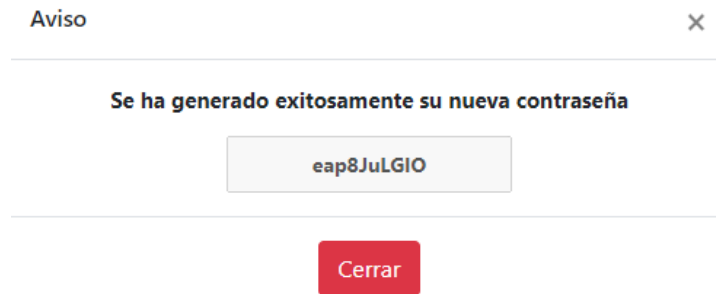 Aviso
×
Se ha generado exitosamente su nueva contraseña
eap8JuLGIO
Cerrar